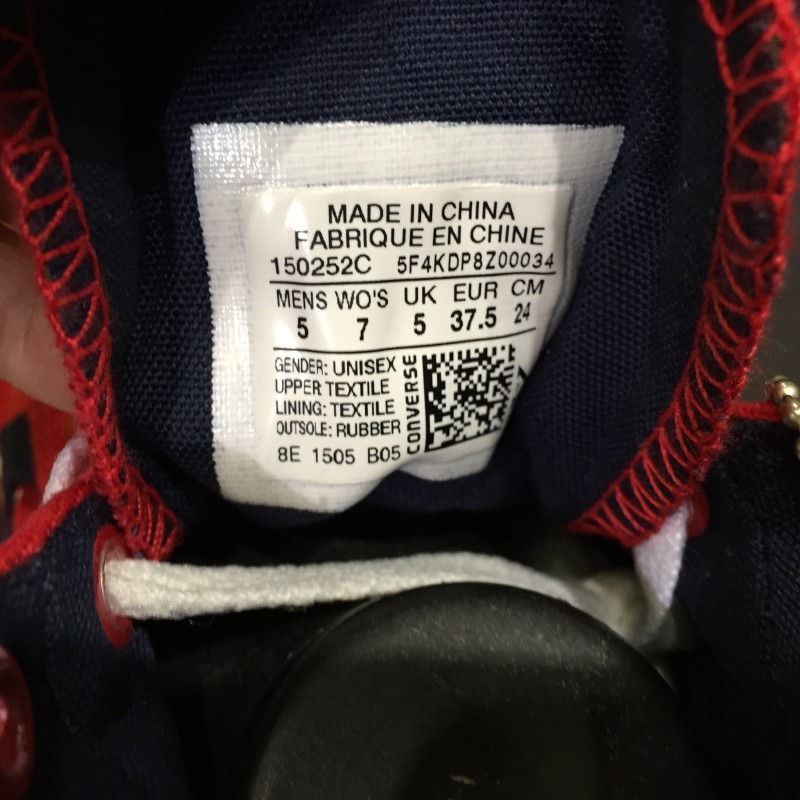 MADE IN CHINA
FABRIQUE EN CHINE
150252C 5F4KDP8Z00034
MENS WO'S UK EUR CM
5 7 5 37.5 24
GENDER: UNISEX
UPPER TEXTILE
LINING: TEXTILE
OUTSOLE: RUBBER
8E 1505 B05
CONVERSE